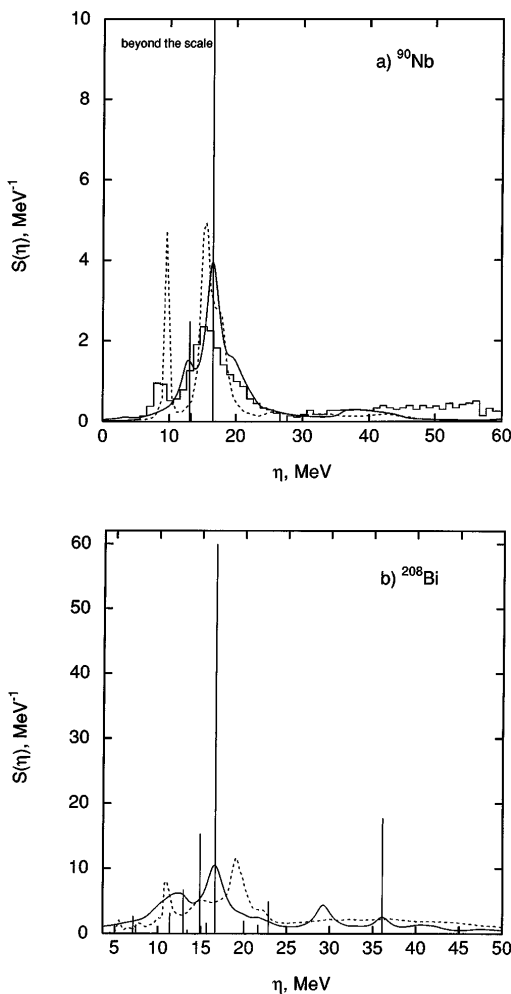 10
8
6
4
2
0
S(η), MeV⁻¹
beyond the scale
a) ⁹⁰Nb
0 10 20 30 40 50 60
η, MeV
60
50
40
30
20
10
0
S(η), MeV⁻¹
b) ²⁰⁸Bi
5 10 15 20 25 30 35 40 45 50
η, MeV